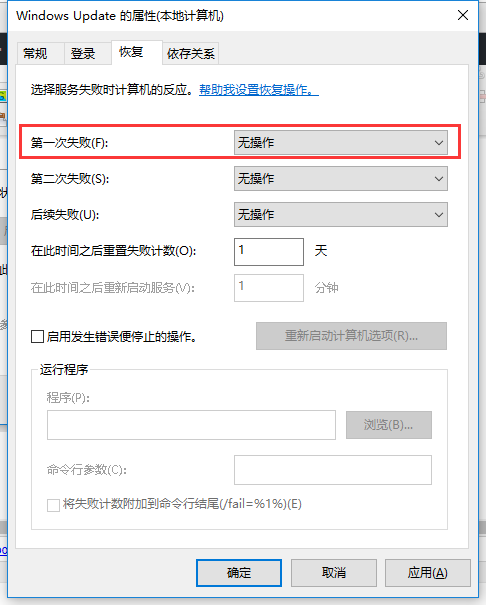 Windows Update 的属性(本地计算机)
常规 登录 恢复 依存关系
选择服务失败时计算机的反应。帮助我设置恢复操作。
第一次失败(F): 无操作
第二次失败(S): 无操作
后续失败(U): 无操作
在此时间之后重置失败计数(O): 1 天
在此时间之后重新启动服务(V): 1 分钟
启用发生错误便停止的操作。 重新启动计算机选项(R)...
运行程序
程序(P):
浏览(B)...
命令行参数(C):
将失败计数附加到命令行结尾(/fail=%1%)(E)
确定 取消 应用(A)